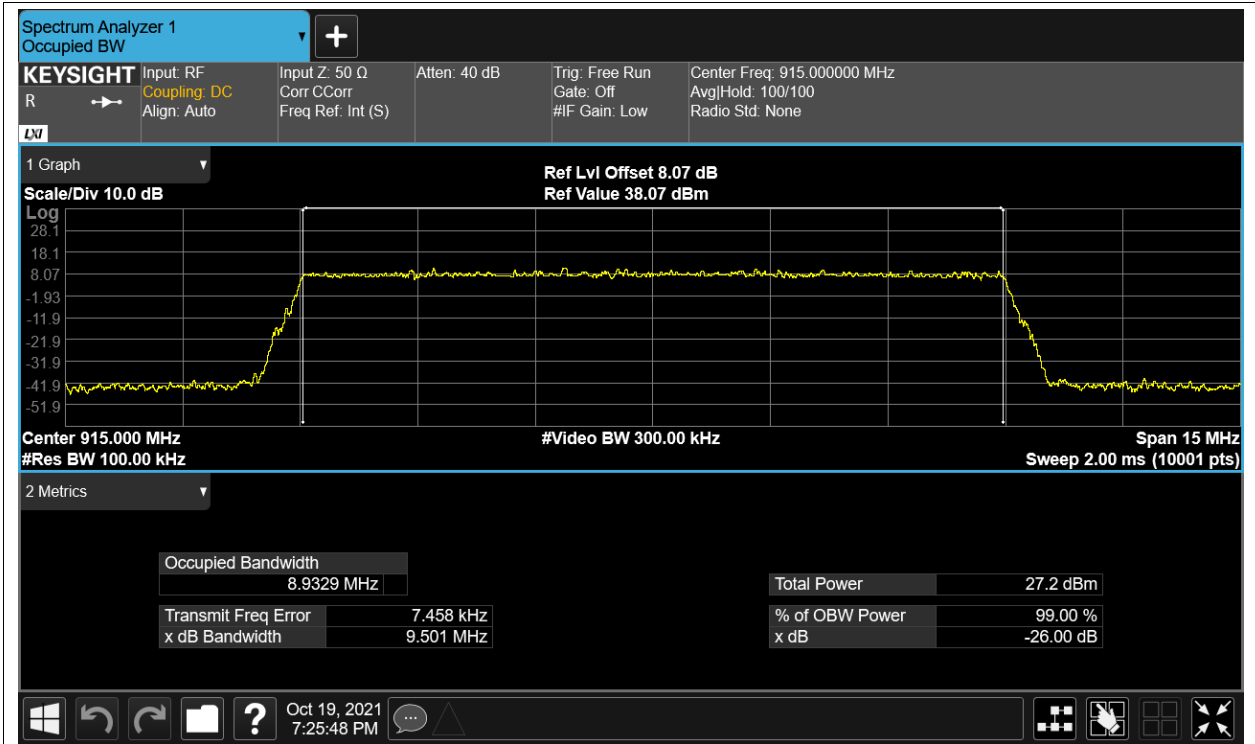 Spectrum Analyzer 1
Occupied BW
KEYSIGHT
R
LXI
Input: RF
Coupling: DC
Align: Auto
Input Z: 50 Ω
Corr CCorr
Freq Ref: Int (S)
Atten: 40 dB
Trig: Free Run
Gate: Off
#IF Gain: Low
Center Freq: 915.000000 MHz
Avg|Hold: 100/100
Radio Std: None
1 Graph
Scale/Div 10.0 dB
Ref Lvl Offset 8.07 dB
Ref Value 38.07 dBm
Log
28.1
18.1
8.07
-1.93
-11.9
-21.9
-31.9
-41.9
-51.9
Center 915.000 MHz
#Video BW 300.00 kHz
Span 15 MHz
#Res BW 100.00 kHz
Sweep 2.00 ms (10001 pts)
2 Metrics
Occupied Bandwidth
8.9329 MHz
Total Power 27.2 dBm
Transmit Freq Error 7.458 kHz
% of OBW Power 99.00 %
x dB Bandwidth 9.501 MHz
x dB -26.00 dB
Oct 19, 2021
7:25:48 PM